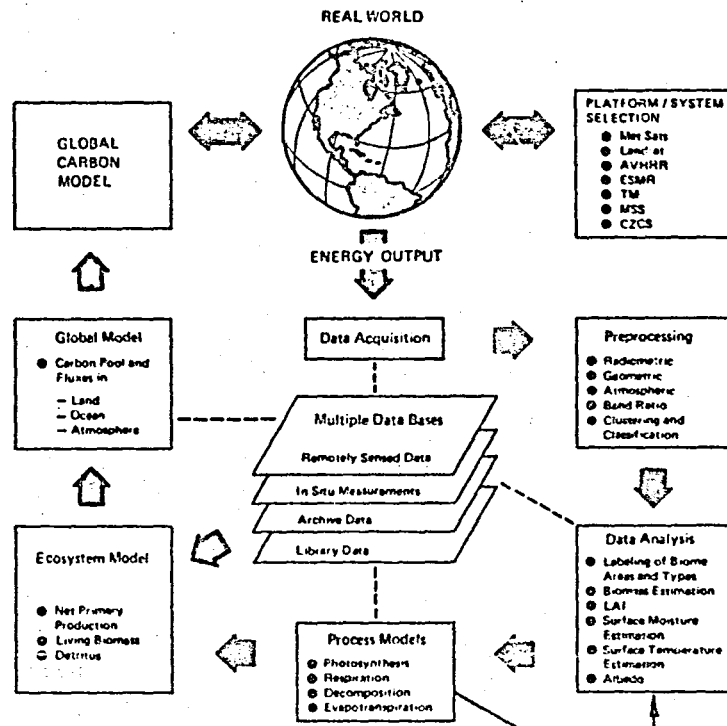 REAL WORLD
GLOBAL
CARBON
MODEL
PLATFORM / SYSTEM
SELECTION
Met Sats
Landsat
AVHRR
ESMR
TM
MSS
CZCS
ENERGY OUTPUT
Data Acquisition
Global Model
Carbon Pool and
Fluxes in
— Land
— Ocean
— Atmosphere
Preprocessing
Radiometric
Geometric
Atmospheric
Band Ratio
Clustering and
Classification
Multiple Data Bases
Remotely Sensed Data
In Situ Measurements
Archive Data
Library Data
Ecosystem Model
Net Primary
Production
Living Biomass
Detritus
Process Models
Photosynthesis
Respiration
Decomposition
Evapotranspiration
Data Analysis
Labeling of Biome
Areas and Types
Biomass Estimation
LAI
Surface Moisture
Estimation
Surface Temperature
Estimation
Albedo